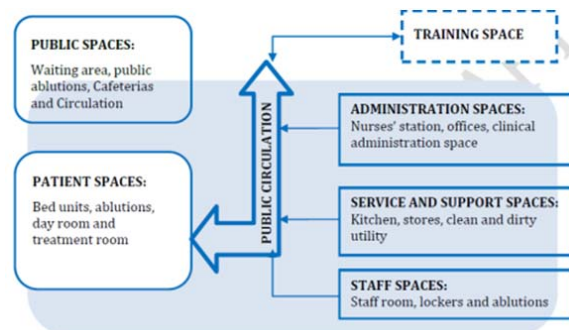 PUBLIC SPACES:
Waiting area, public
ablutions, Cafeterias
and Circulation
TRAINING SPACE
PUBLIC CIRCULATION
ADMINISTRATION SPACES:
Nurses' station, offices, clinical
administration space
PATIENT SPACES:
Bed units, ablutions,
day room and
treatment room
SERVICE AND SUPPORT SPACES:
Kitchen, stores, clean and dirty
utility
STAFF SPACES:
Staff room, lockers and ablutions